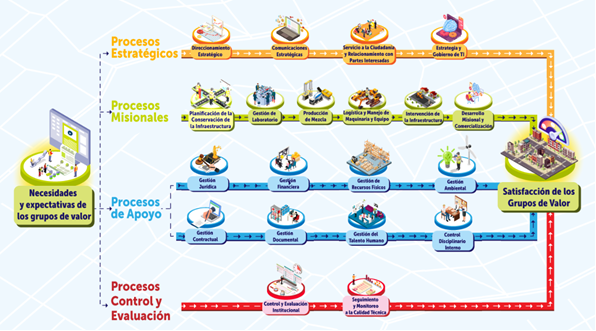 Procesos
Estratégicos
Direccionamiento
Estratégico
Comunicaciones
Estratégicas
Servicio a la Ciudadanía
y Relacionamiento con
Partes Interesadas
Estrategia y
Gobierno de TI
Procesos
Misionales
Planificación de la
Conservación de
la Infraestructura
Gestión de
Laboratorio
Producción
de Mezcla
Logística y Manejo de
Maquinaria y Equipo
Intervención de
la Infraestructura
Desarrollo
Misional y
Comercialización
Necesidades
y expectativas de
los grupos de valor
Procesos
de Apoyo
Gestión
Jurídica
Gestión
Financiera
Gestión de
Recursos Físicos
Gestión
Ambiental
Gestión
Contractual
Gestión
Documental
Gestión del
Talento Humano
Control
Disciplinario
Interno
Satisfacción de los
Grupos de Valor
Procesos
Control y
Evaluación
Control y Evaluación
Institucional
Seguimiento
y Monitoreo
a la Calidad Técnica